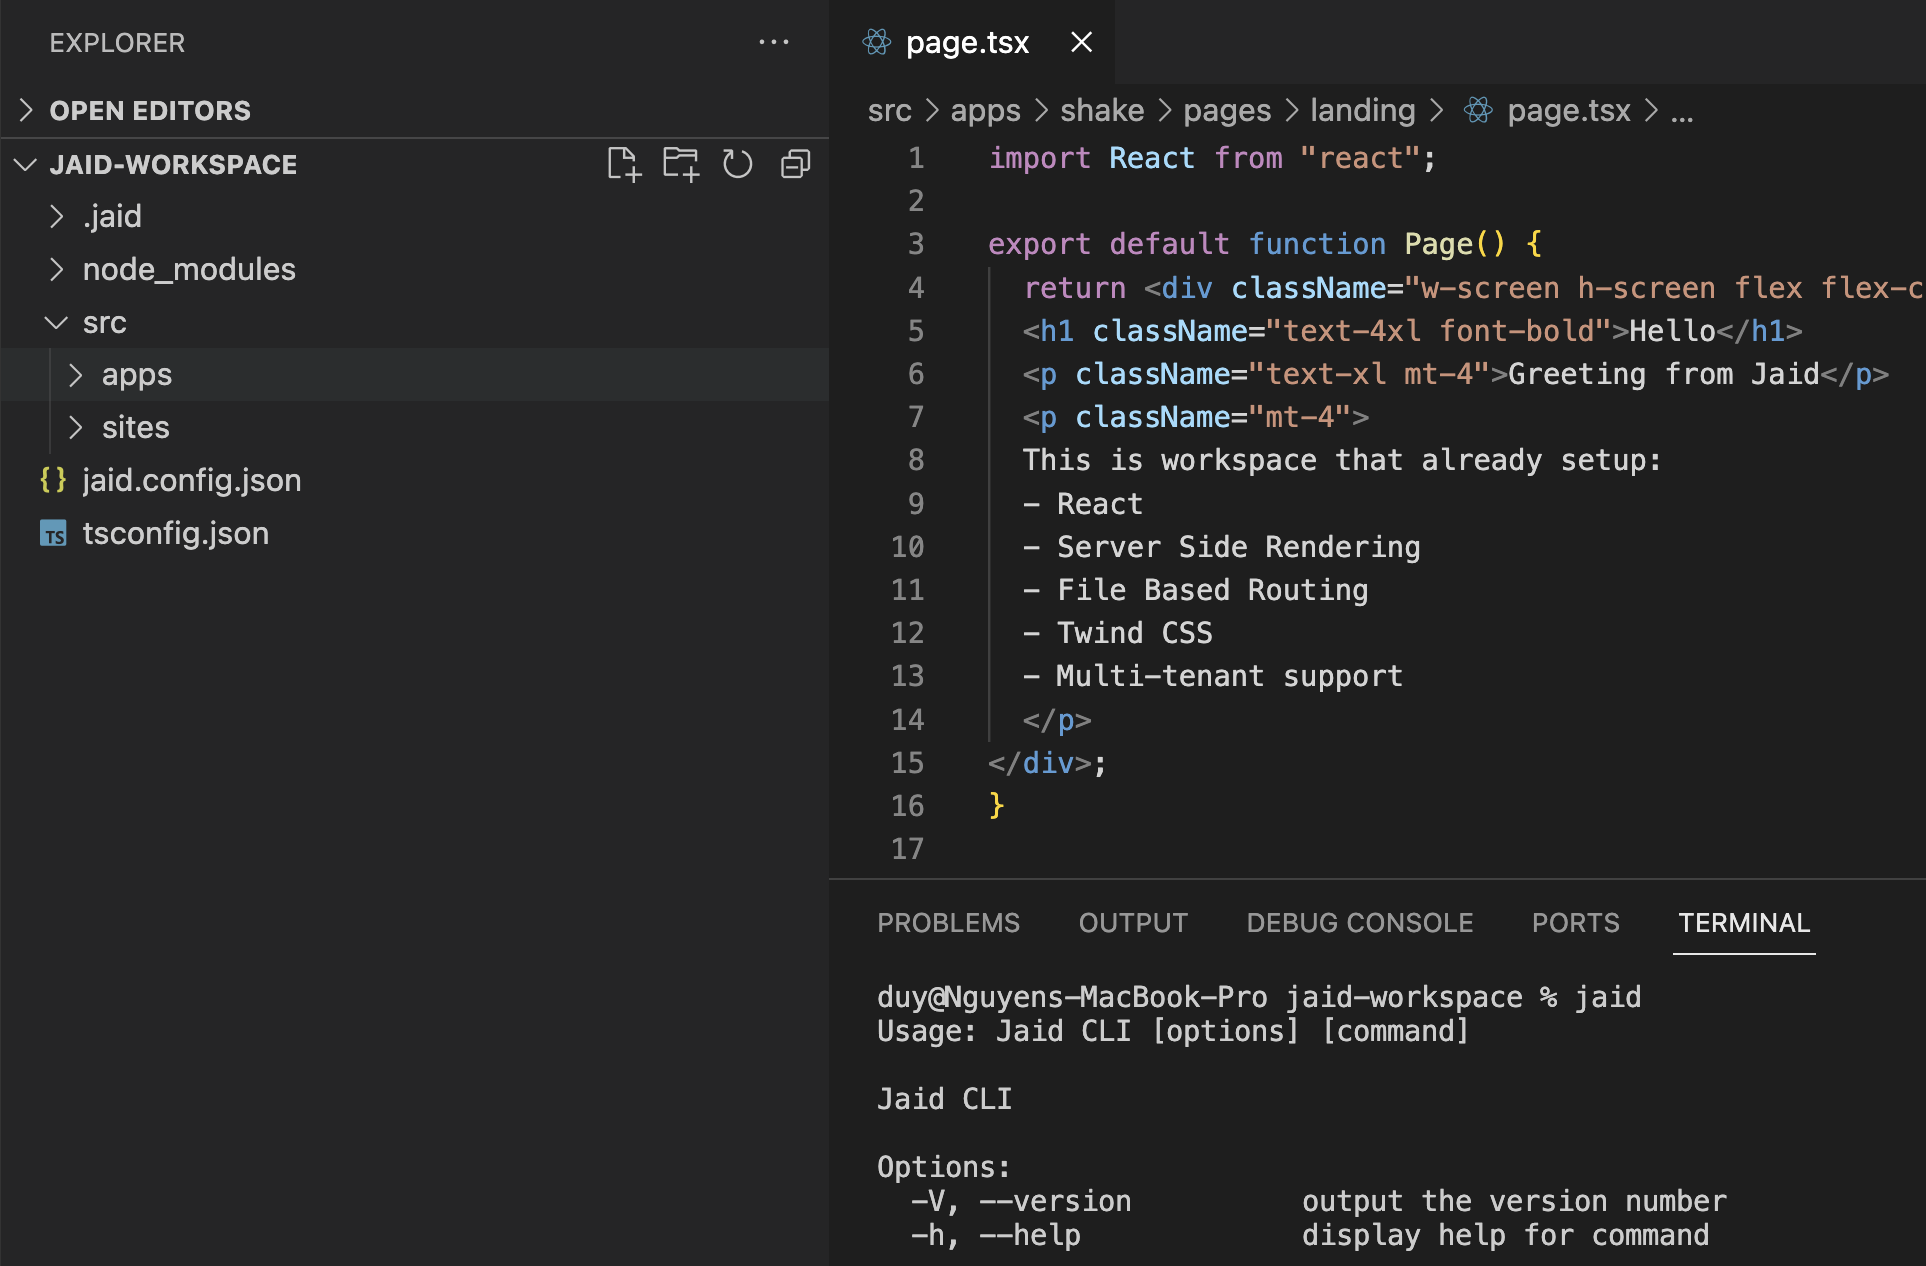 EXPLORER
OPEN EDITORS
JAID-WORKSPACE
.jaid
node_modules
src
apps
sites
{} jaid.config.json
TS tsconfig.json
page.tsx
src > apps > shake > pages > landing > page.tsx > ...
1 import React from "react";
2
3 export default function Page() {
4 return <div className="w-screen h-screen flex flex-c
5 <h1 className="text-4xl font-bold">Hello</h1>
6 <p className="text-xl mt-4">Greeting from Jaid</p>
7 <p className="mt-4">
8 This is workspace that already setup:
9 - React
10 - Server Side Rendering
11 - File Based Routing
12 - Twind CSS
13 - Multi-tenant support
14 </p>
15 </div>;
16 }
17
PROBLEMS OUTPUT DEBUG CONSOLE PORTS TERMINAL
duy@Nguyens-MacBook-Pro jaid-workspace % jaid
Usage: Jaid CLI [options] [command]
Jaid CLI
Options:
-V, --version output the version number
-h, --help display help for command